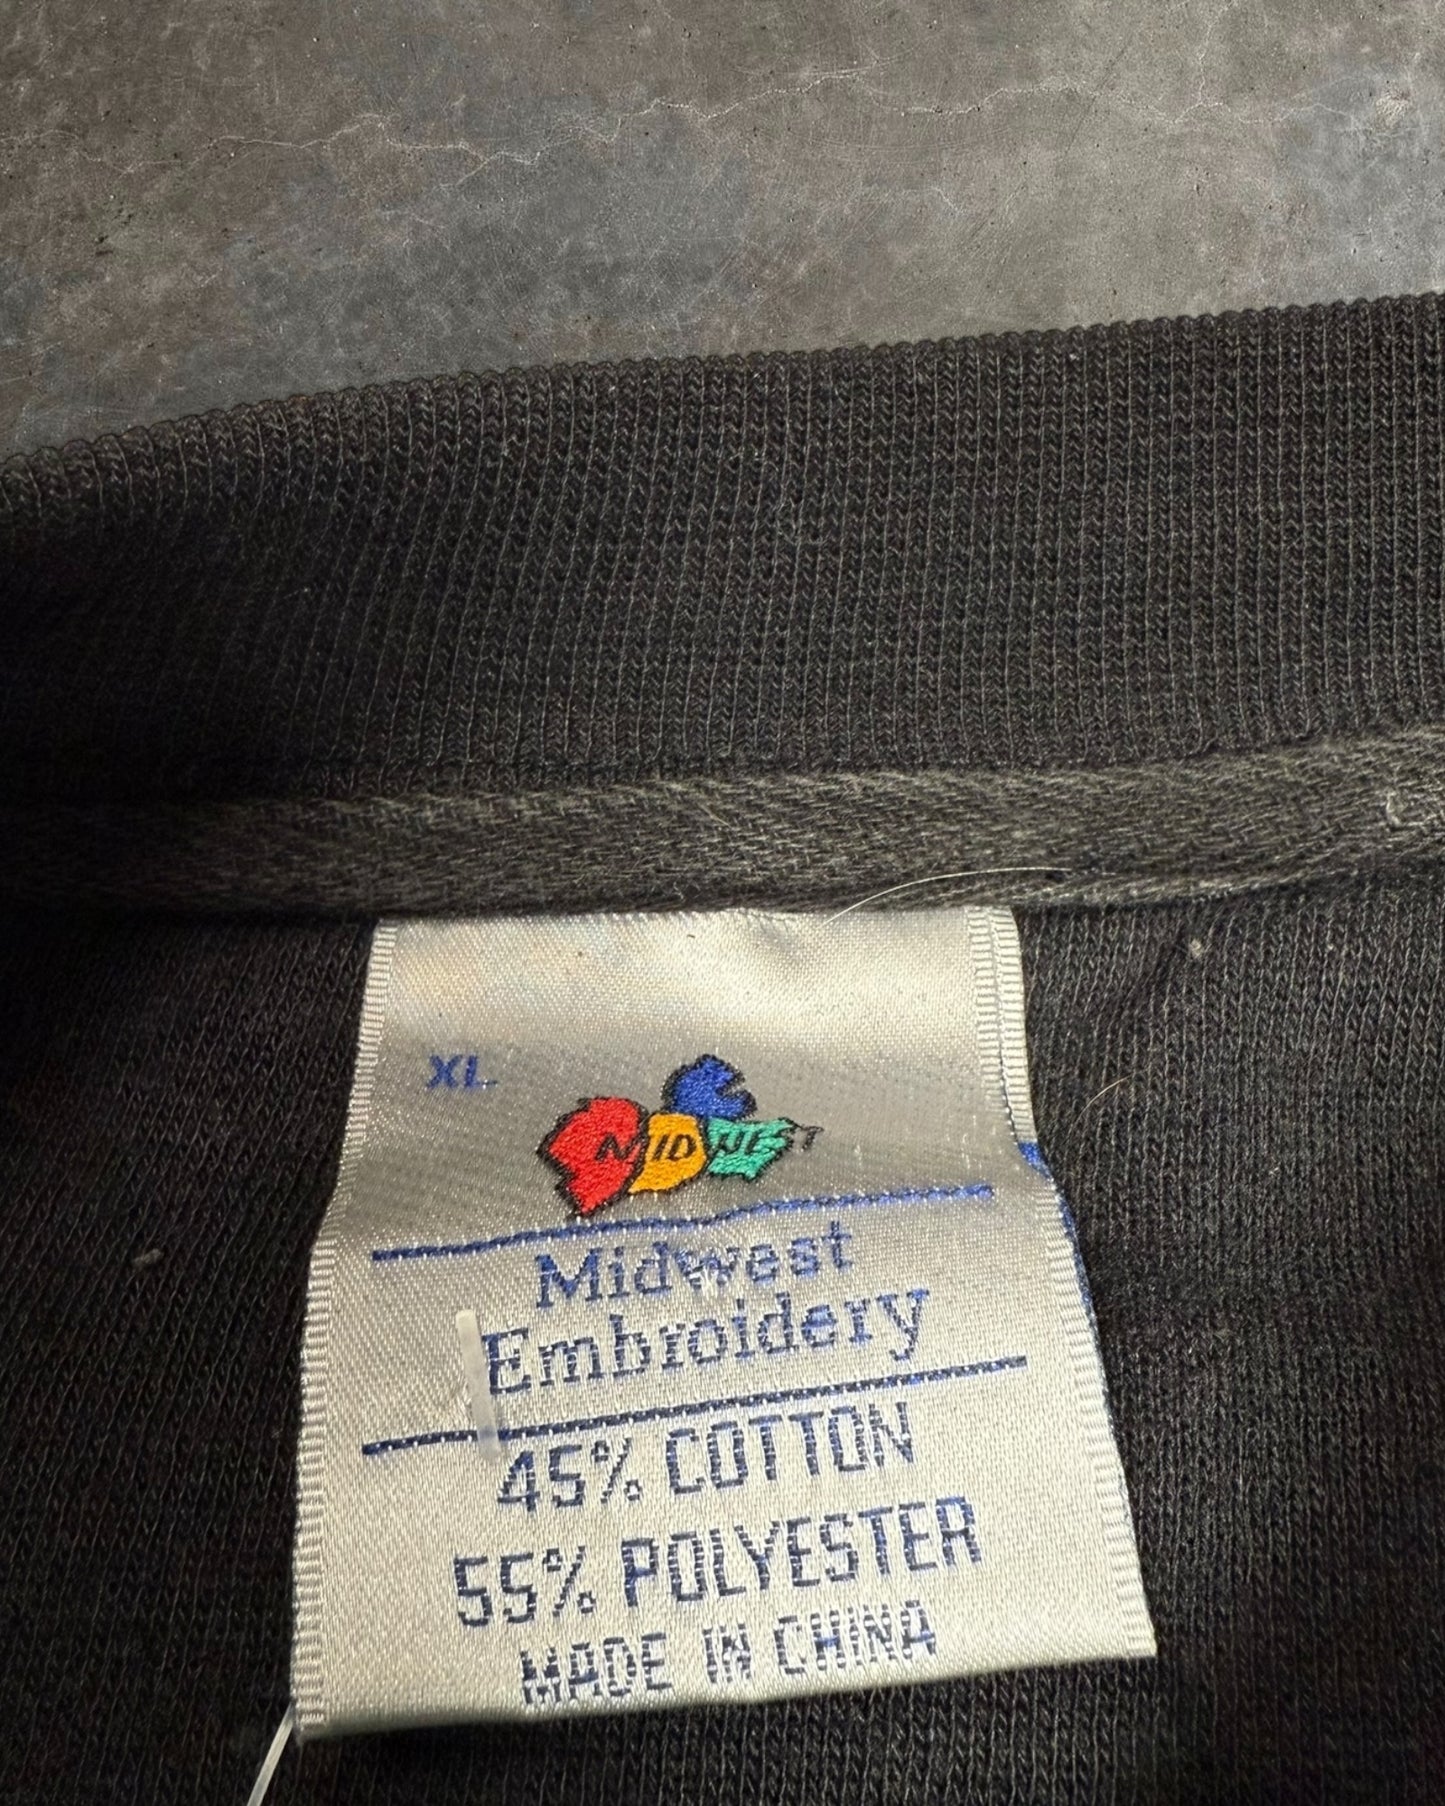 XL
MIDWEST
Midwest
Embroidery
45% COTTON
55% POLYESTER
MADE IN CHINA